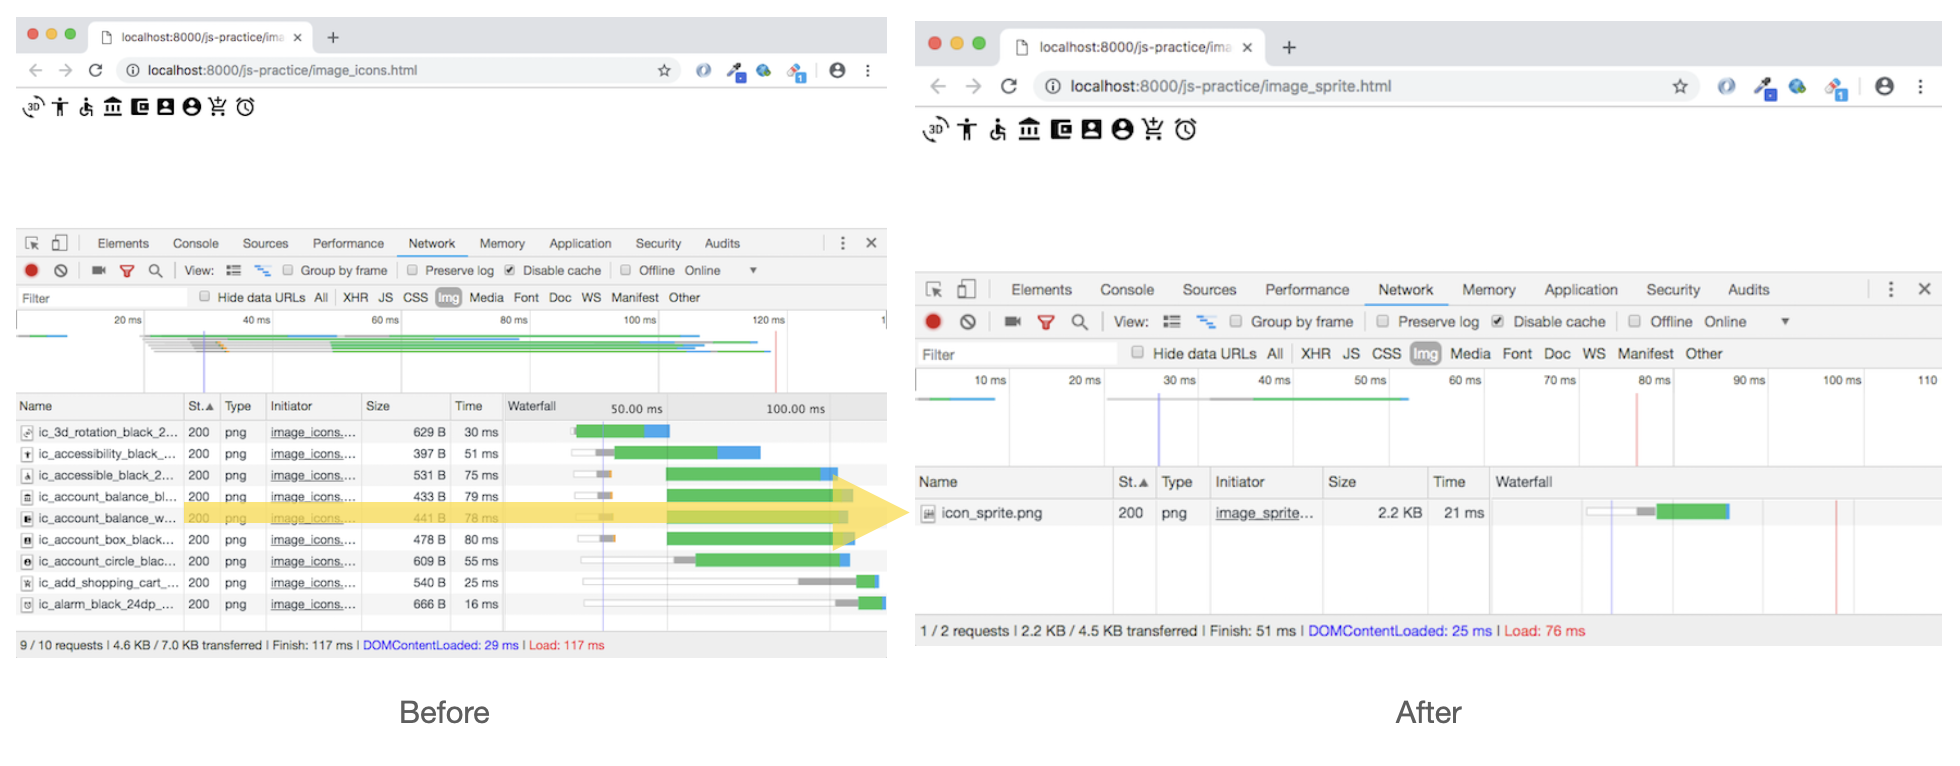 localhost:8000/js-practice/ima
localhost:8000/js-practice/image_icons.html
3D
Elements Console Sources Performance Network Memory Application Security Audits
View: Group by frame Preserve log Disable cache Offline Online
Filter Hide data URLs All XHR JS CSS Img Media Font Doc WS Manifest Other
20 ms 40 ms 60 ms 80 ms 100 ms 120 ms 1
Name St. Type Initiator Size Time Waterfall 50.00 ms 100.00 ms
ic_3d_rotation_black_2... 200 png image_icons.... 629 B 30 ms
ic_accessibility_black_... 200 png image_icons.... 397 B 51 ms
ic_accessible_black_2... 200 png image_icons.... 531 B 75 ms
ic_account_balance_bl... 200 png image_icons.... 433 B 79 ms
ic_account_balance_w... 200 png image_icons.... 441 B 78 ms
ic_account_box_black... 200 png image_icons.... 478 B 80 ms
ic_account_circle_blac... 200 png image_icons.... 609 B 55 ms
ic_add_shopping_cart_... 200 png image_icons.... 540 B 25 ms
ic_alarm_black_24dp_... 200 png image_icons.... 666 B 16 ms
9 / 10 requests | 4.6 KB / 7.0 KB transferred | Finish: 117 ms | DOMContentLoaded: 29 ms | Load: 117 ms
Before
localhost:8000/js-practice/ima
localhost:8000/js-practice/image_sprite.html
1
3D
Elements Console Sources Performance Network Memory Application Security Audits
View: Group by frame Preserve log Disable cache Offline Online
Filter Hide data URLs All XHR JS CSS Img Media Font Doc WS Manifest Other
10 ms 20 ms 30 ms 40 ms 50 ms 60 ms 70 ms 80 ms 90 ms 100 ms 110
Name St. Type Initiator Size Time Waterfall
icon_sprite.png 200 png image_sprite... 2.2 KB 21 ms
1 / 2 requests | 2.2 KB / 4.5 KB transferred | Finish: 51 ms | DOMContentLoaded: 25 ms | Load: 76 ms
After